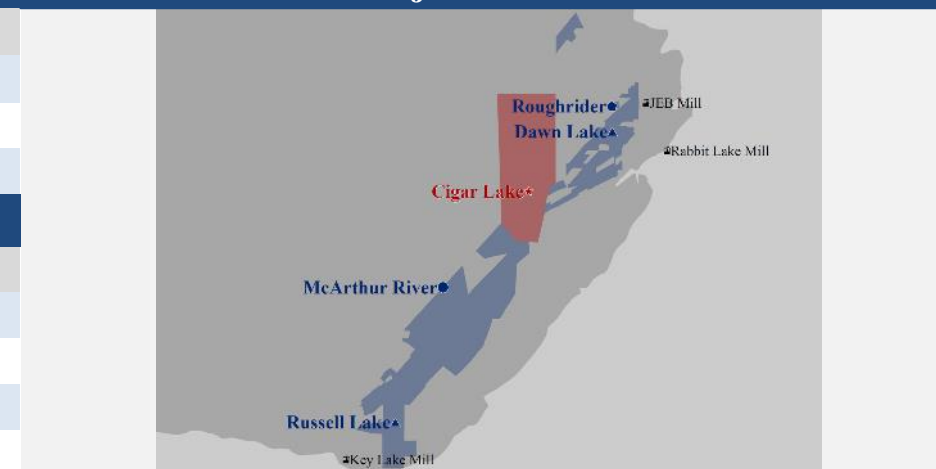 Roughrider
JEB Mill
Dawn Lake
Rabbit Lake Mill
Cigar Lake
McArthur River
Russell Lake
Key Lake Mill